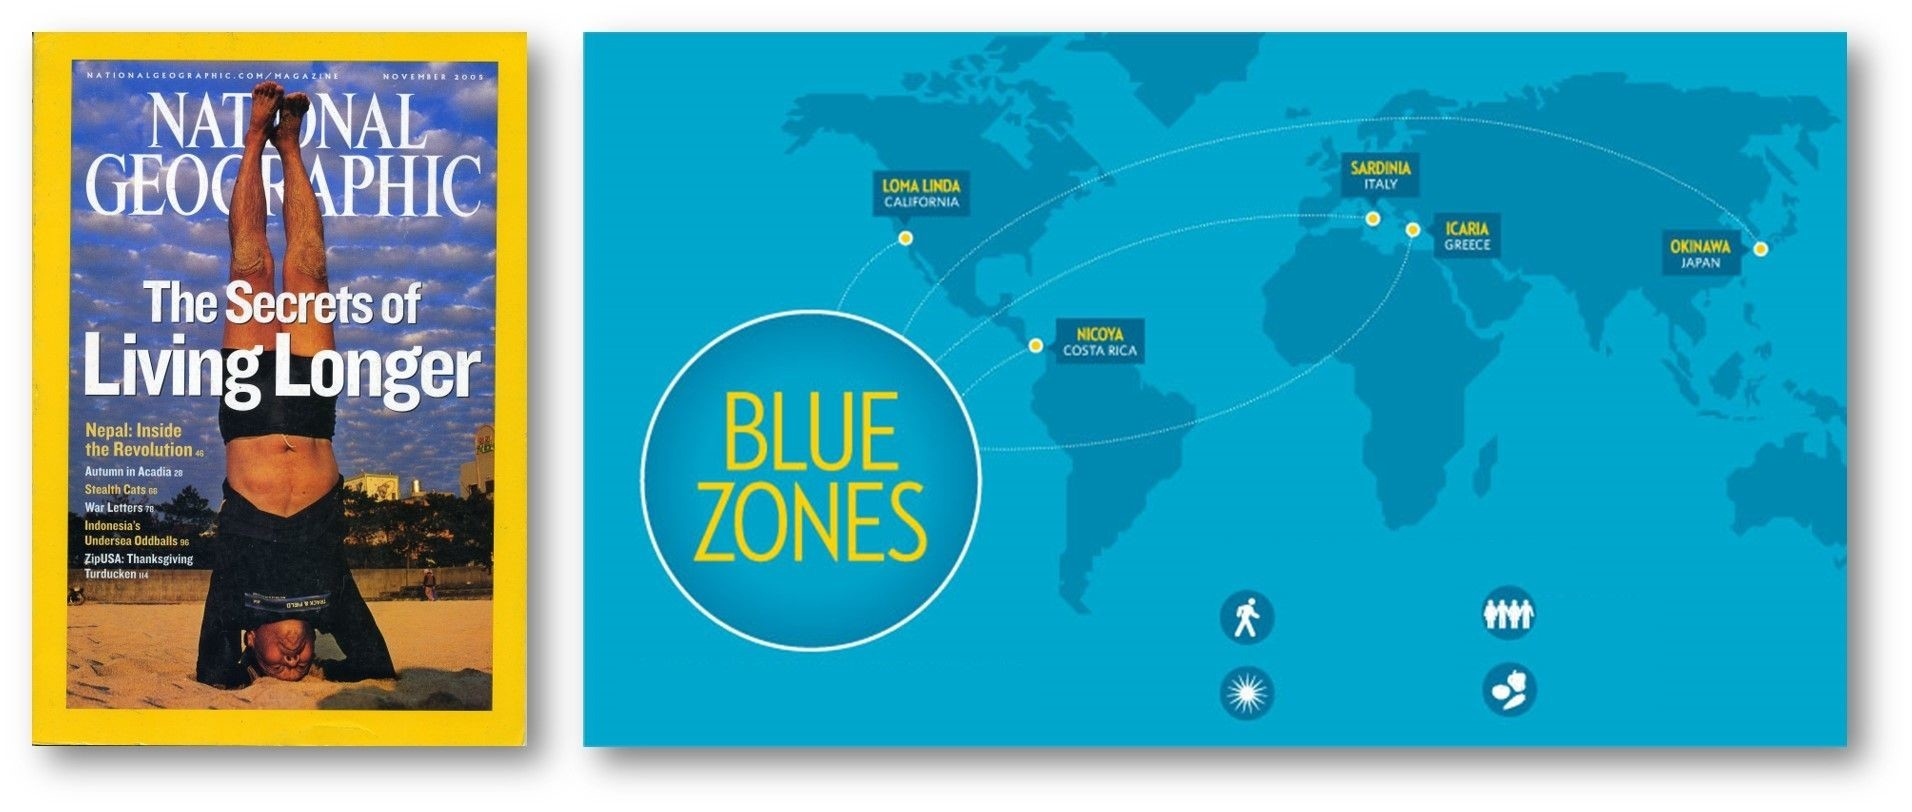 NATIONALGEOGRAPHIC.COM/MAGAZINE NOVEMBER 2005
NATIONAL
GEOGRAPHIC
The Secrets of
Living Longer
Nepal: Inside
the Revolution 46
Autumn in Acadia 28
Stealth Cats 66
War Letters 78
Indonesia's
Undersea Oddballs 96
ZipUSA: Thanksgiving
Turducken 114
TRACK & FIELD
LOMA LINDA
CALIFORNIA
SARDINIA
ITALY
ICARIA
GREECE
OKINAWA
JAPAN
NICOYA
COSTA RICA
BLUE
ZONES